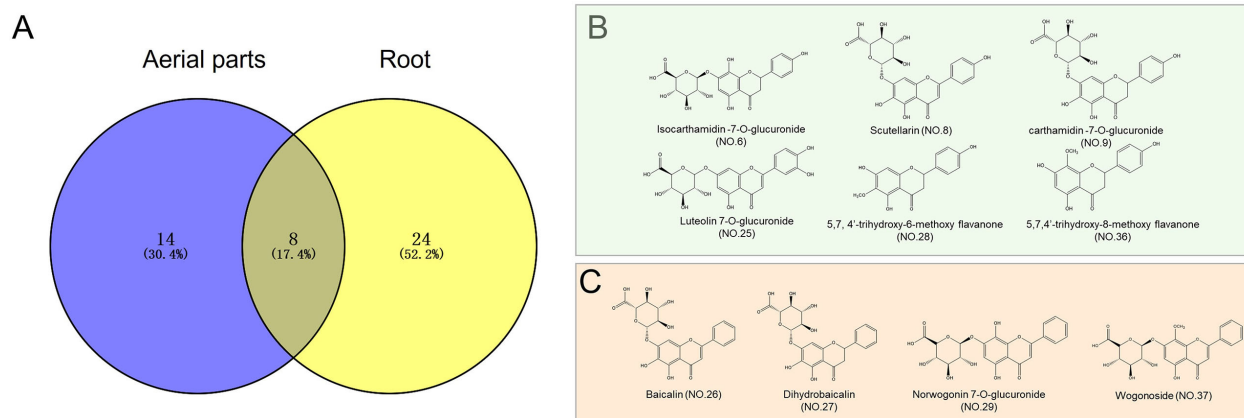 A
Aerial parts
Root
14
(30.4%)
8
(17.4%)
24
(52.2%)
B
Isocarthamidin -7-O-glucuronide
(NO.6)
Scutellarin (NO.8)
carthamidin -7-O-glucuronide
(NO.9)
Luteolin 7-O-glucuronide
(NO.25)
5,7, 4'-trihydroxy-6-methoxy flavanone
(NO.28)
5,7,4'-trihydroxy-8-methoxy flavanone
(NO.36)
C
Baicalin (NO.26)
Dihydrobaicalin
(NO.27)
Norwogonin 7-O-glucuronide
(NO.29)
Wogonoside (NO.37)